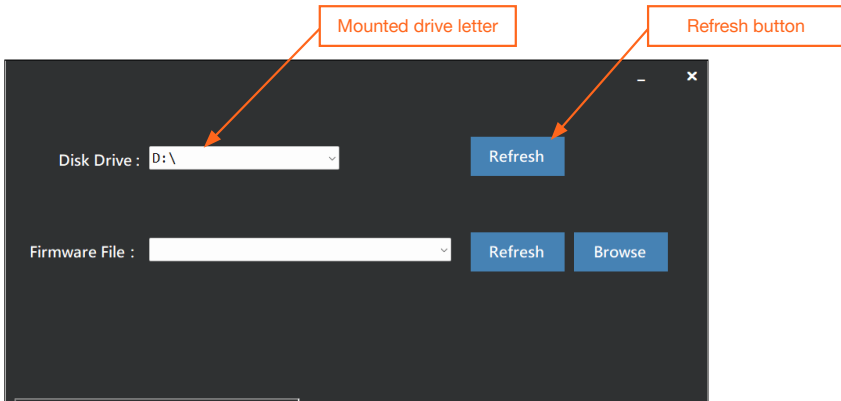 Mounted drive letter
Refresh button
Disk Drive : D:\ Refresh
Firmware File : Refresh Browse